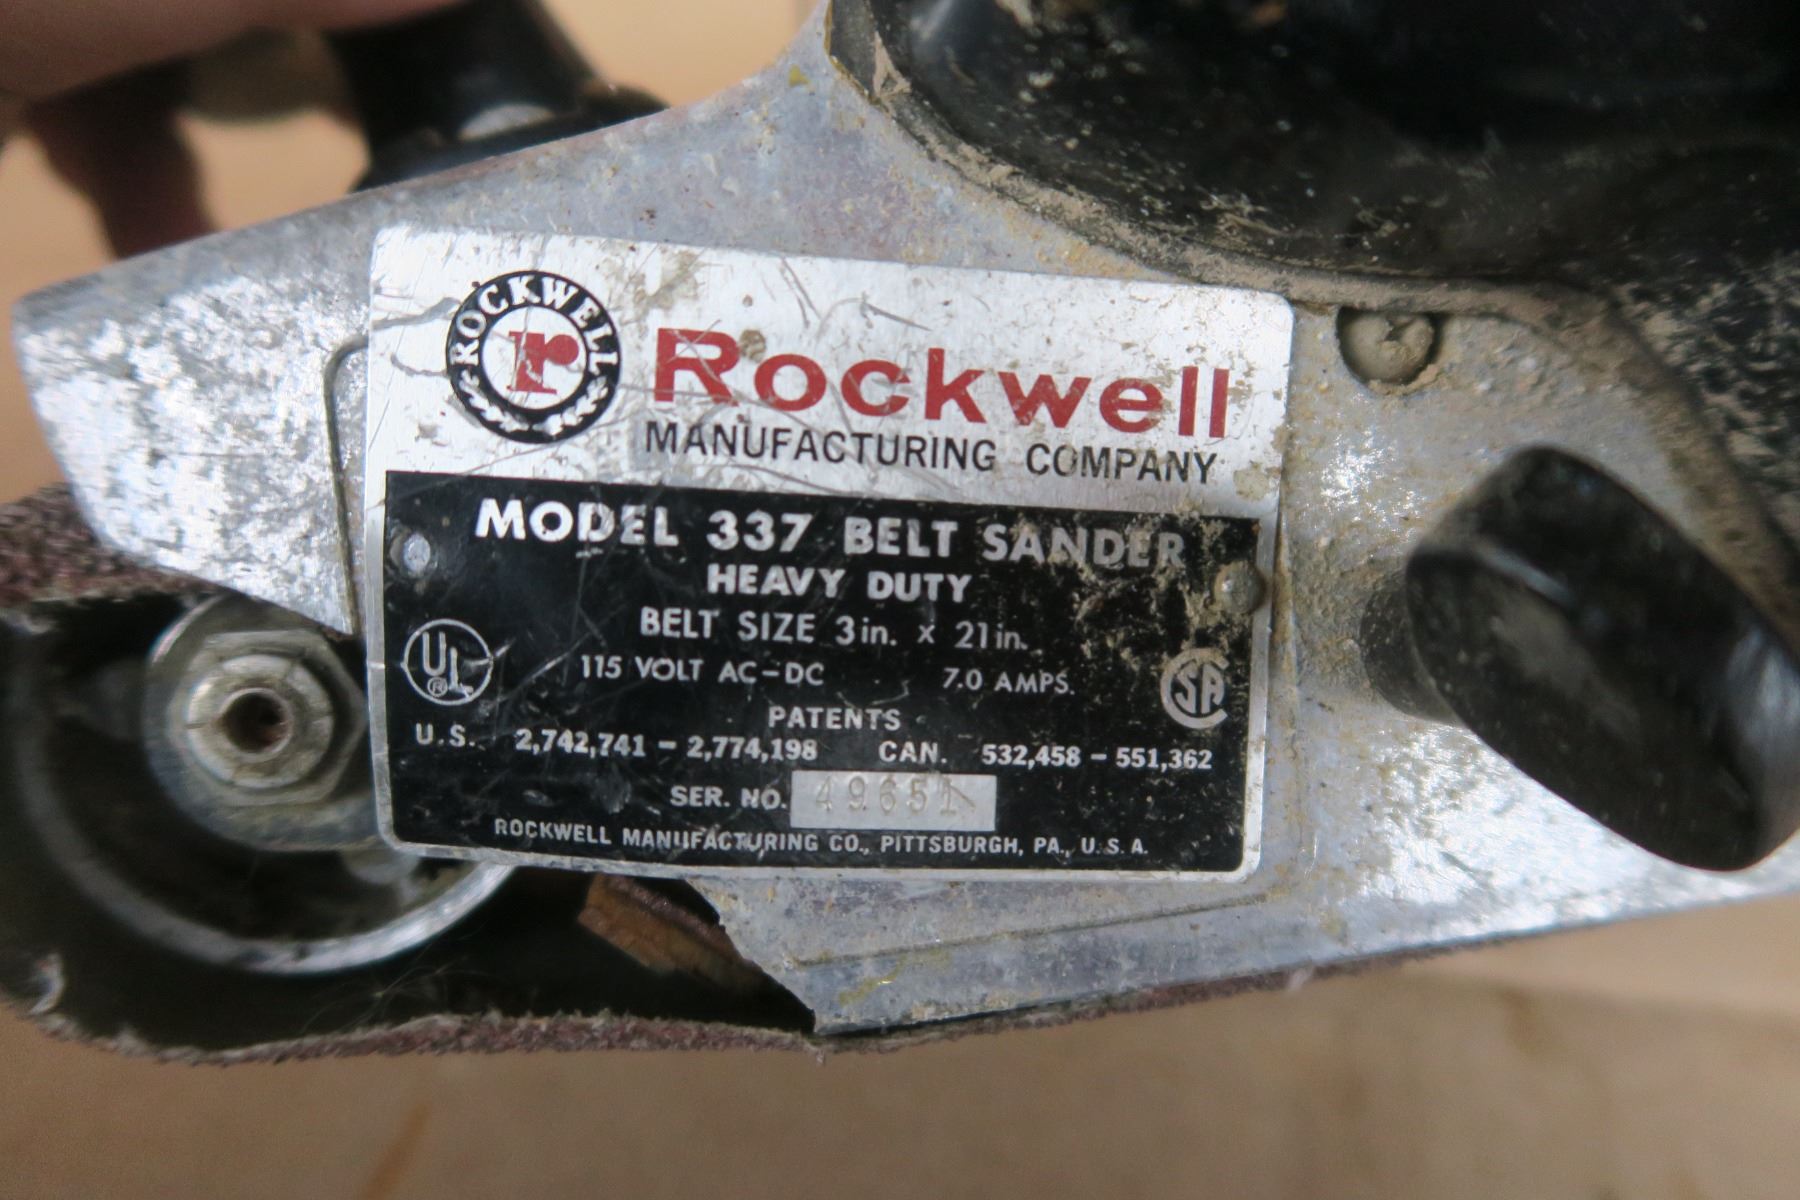 ROCKWELL
r
Rockwell
MANUFACTURING COMPANY
MODEL 337 BELT SANDER
HEAVY DUTY
BELT SIZE 3in. x 21in.
UL
®
115 VOLT AC-DC 7.0 AMPS.
SA
PATENTS
U.S. 2,742,741 - 2,774,198 CAN. 532,458 - 551,362
SER. NO. 49651
ROCKWELL MANUFACTURING CO., PITTSBURGH, PA., U.S.A.